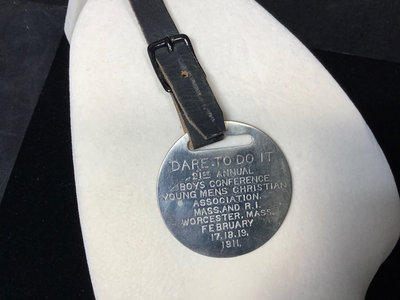 DARE TO DO IT
21ST ANNUAL
BOYS CONFERENCE
YOUNG MENS CHRISTIAN
ASSOCIATION.
MASS. AND R.I.
WORCESTER, MASS.
FEBRUARY
17.18.19.
1911.